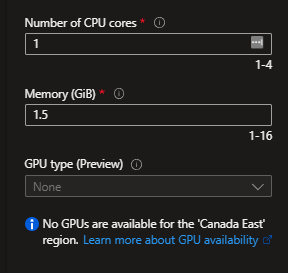 Number of CPU cores *
1
1-4
Memory (GiB) *
1.5
1-16
GPU type (Preview)
None
No GPUs are available for the 'Canada East'
region. Learn more about GPU availability